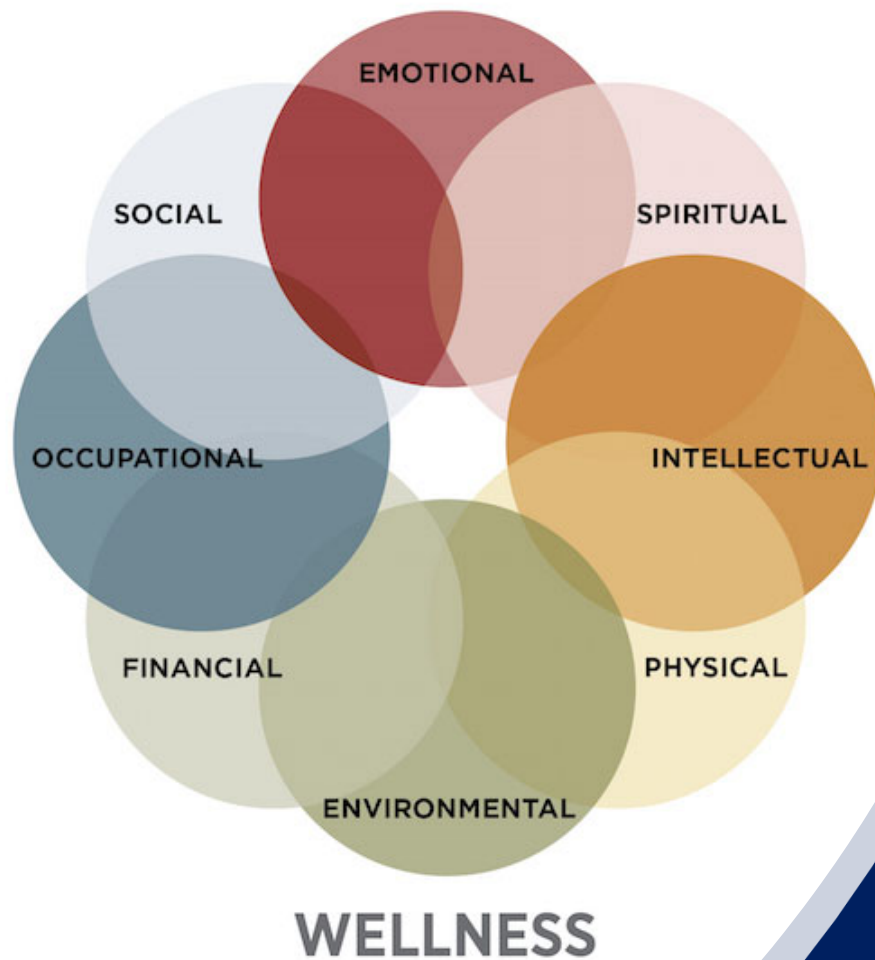 EMOTIONAL
SOCIAL
SPIRITUAL
OCCUPATIONAL
INTELLECTUAL
FINANCIAL
PHYSICAL
ENVIRONMENTAL
WELLNESS